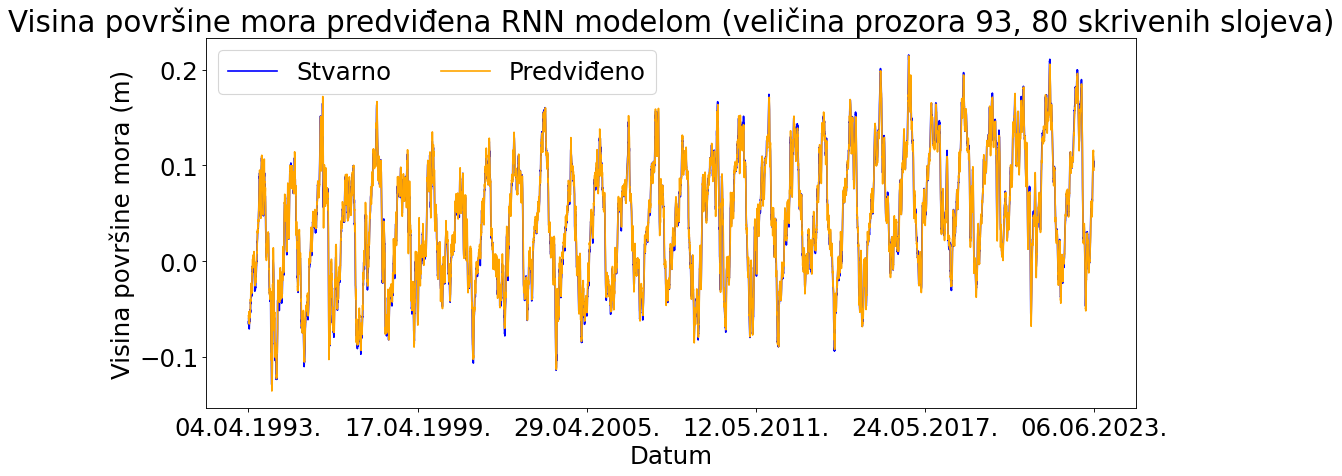 Visina površine mora predviđena RNN modelom (veličina prozora 93, 80 skrivenih slojeva)
Stvarno
Predviđeno
Visina površine mora (m)
0.2
0.1
0.0
−0.1
04.04.1993.
17.04.1999.
29.04.2005.
12.05.2011.
24.05.2017.
06.06.2023.
Datum